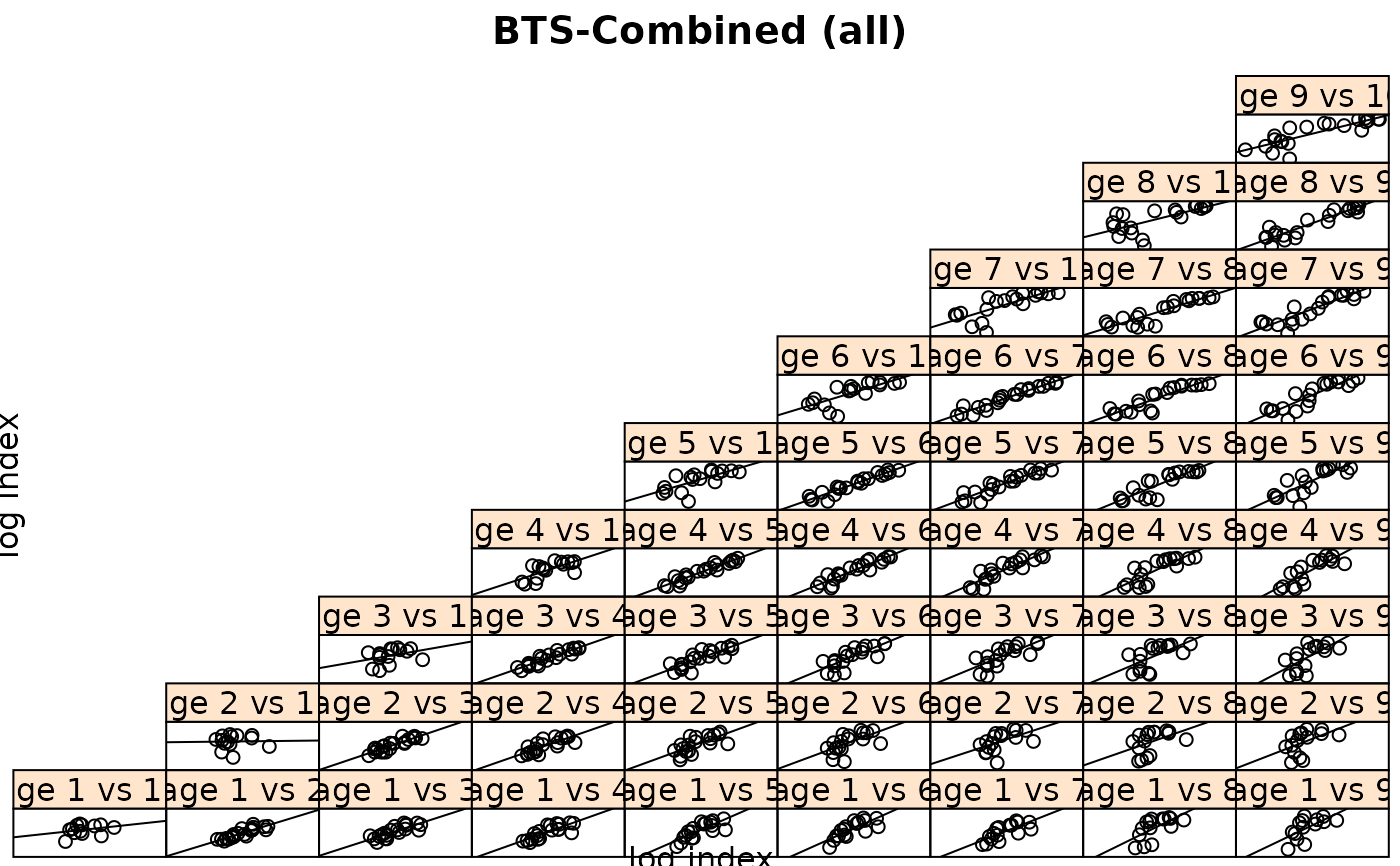 BTS-Combined (all)
ge 9 vs 10
ge 8 vs 1 age 8 vs 9
ge 7 vs 1 age 7 vs 8 age 7 vs 9
ge 6 vs 1 age 6 vs 7 age 6 vs 8 age 6 vs 9
ge 5 vs 1 age 5 vs 6 age 5 vs 7 age 5 vs 8 age 5 vs 9
ge 4 vs 1 age 4 vs 5 age 4 vs 6 age 4 vs 7 age 4 vs 8 age 4 vs 9
ge 3 vs 1 age 3 vs 4 age 3 vs 5 age 3 vs 6 age 3 vs 7 age 3 vs 8 age 3 vs 9
ge 2 vs 1 age 2 vs 3 age 2 vs 4 age 2 vs 5 age 2 vs 6 age 2 vs 7 age 2 vs 8 age 2 vs 9
ge 1 vs 1 age 1 vs 2 age 1 vs 3 age 1 vs 4 age 1 vs 5 age 1 vs 6 age 1 vs 7 age 1 vs 8 age 1 vs 9
log index
log index